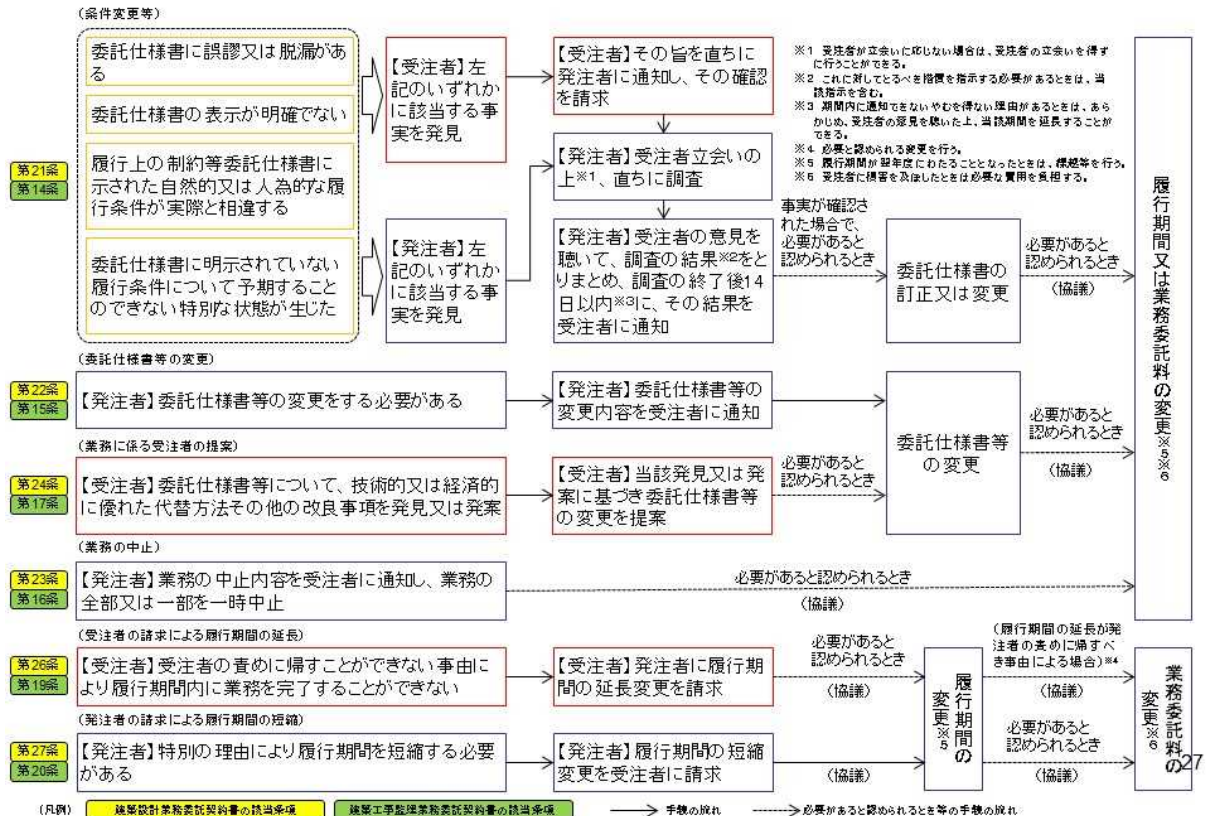 (条件変更等)
委託仕様書に誤謬又は脱漏がある
委託仕様書の表示が明確でない
第21条
第14条
履行上の制約等委託仕様書に
示された自然的又は人為的な履
行条件が実際と相違する
委託仕様書に明示されていない
履行条件について予期すること
のできない特別な状態が生じた
【受注者】左
記のいずれか
に該当する事
実を発見
【発注者】左
記のいずれか
に該当する事
実を発見
【受注者】その旨を直ちに
発注者に通知し、その確認
を請求
【発注者】受注者立会いの
上※1、直ちに調査
【発注者】受注者の意見を
聴いて、調査の結果※2をと
りまとめ、調査の終了後14
日以内※3に、その結果を
受注者に通知
※1 受注者が立会いに応じない場合は、受注者の立会いを得ず
に行うことができる。
※2 これに対してとるべき措置を指示する必要があるときは、当
該指示を含む。
※3 期間内に通知できないやむを得ない理由があるときは、あら
かじめ、受注者の意見を聴いた上、当該期間を延長することが
できる。
※4 必要と認められる変更を行う。
※5 履行期間が翌年度にわたることとなったときは、繰越等を行う。
※6 受注者に損害を及ぼしたときは必要な費用を負担する。
事実が確認さ
れた場合で、
必要があると
認められるとき
委託仕様書の
訂正又は変更
必要があると
認められるとき
(協議)
履行期間又は業務委託料の変更※5※6
(委託仕様書等の変更)
第22条
第15条
【発注者】委託仕様書等の変更をする必要がある
【発注者】委託仕様書等の
変更内容を受注者に通知
委託仕様書等
の変更
必要があると
認められるとき
(協議)
(業務に係る受注者の提案)
第24条
第17条
【受注者】委託仕様書等について、技術的又は経済的
に優れた代替方法その他の改良事項を発見又は発案
【受注者】当該発見又は発
案に基づき委託仕様書等
の変更を提案
必要があると
認められるとき
(業務の中止)
第23条
第16条
【発注者】業務の中止内容を受注者に通知し、業務の
全部又は一部を一時中止
必要があると認められるとき
(協議)
(受注者の請求による履行期間の延長)
第26条
第19条
【受注者】受注者の責めに帰すことができない事由に
より履行期間内に業務を完了することができない
【受注者】発注者に履行期
間の延長変更を請求
必要があると
認められるとき
(協議)
履行期間の
変更※5
(履行期間の延長が発
注者の責めに帰すべ
き事由による場合)※4
業務委託料の
変更※6
(発注者の請求による履行期間の短縮)
第27条
第20条
【発注者】特別の理由により履行期間を短縮する必要
がある
【発注者】履行期間の短縮
変更を受注者に請求
(協議)
必要があると
認められるとき
(協議)
27
(凡例)
建築設計業務委託契約書の該当条項
建築工事監理業務委託契約書の該当条項
手続の流れ
必要があると認められるとき等の手続の流れ